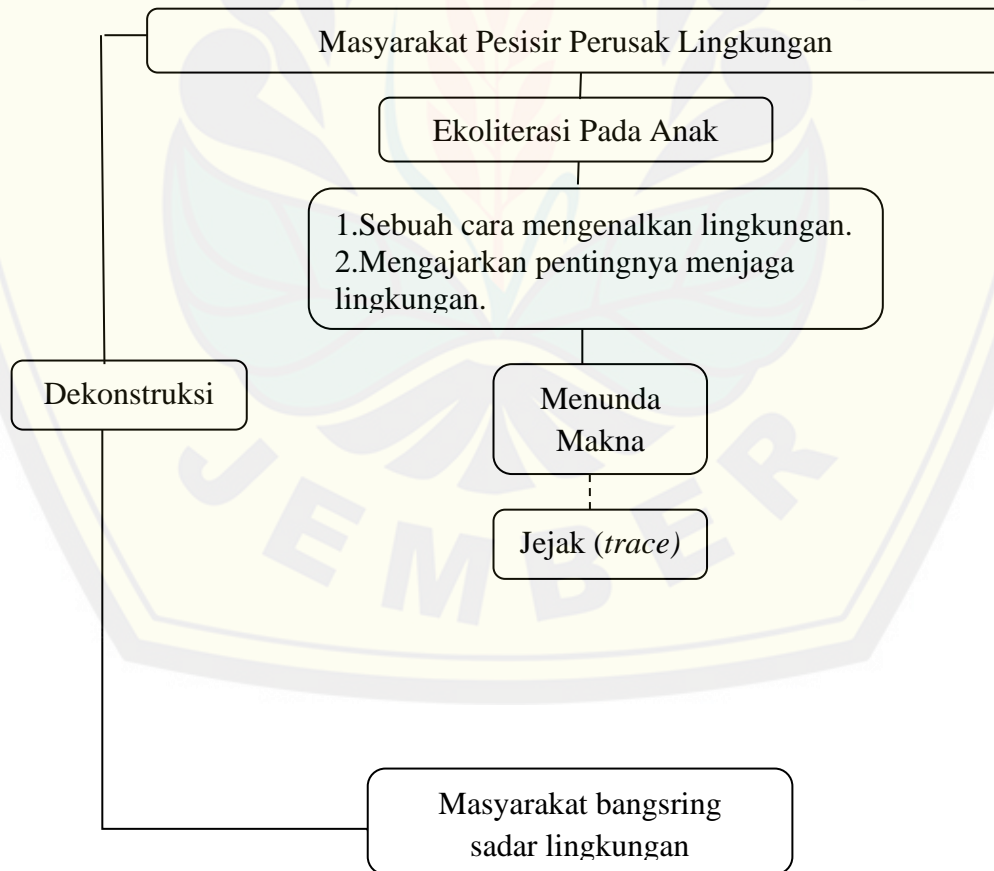 Masyarakat Pesisir Perusak Lingkungan
Ekoliterasi Pada Anak
1.Sebuah cara mengenalkan lingkungan.
2.Mengajarkan pentingnya menjaga
lingkungan.
Dekonstruksi
Menunda
Makna
Jejak (trace)
JEMBER
Masyarakat bangsring
sadar lingkungan